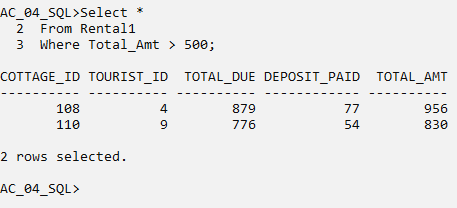 AC_04_SQL>Select *
  2  From Rental1
  3  Where Total_Amt > 500;
COTTAGE_ID TOURIST_ID  TOTAL_DUE DEPOSIT_PAID  TOTAL_AMT
---------- ---------- ---------- ------------ ----------
       108          4        879           77        956
       110          9        776           54        830
2 rows selected.
AC_04_SQL>